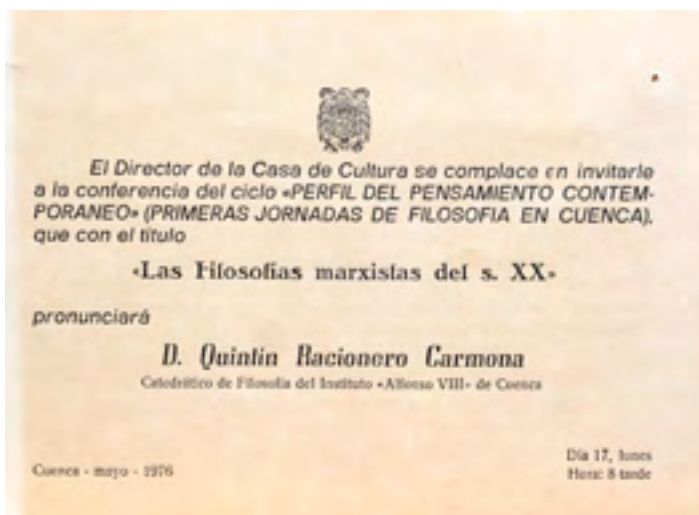 El Director de la Casa de Cultura se complace en invitarle
a la conferencia del ciclo «PERFIL DEL PENSAMIENTO CONTEM-
PORANEO» (PRIMERAS JORNADAS DE FILOSOFIA EN CUENCA),
que con el título
«Las Filosofías marxistas del s. XX»
pronunciará
D. Quintín Racionero Carmona
Catedrático de Filosofía del Instituto «Alfonso VIII» de Cuenca
Día 17, lunes
Cuenca - mayo - 1976
Hora: 8 tarde